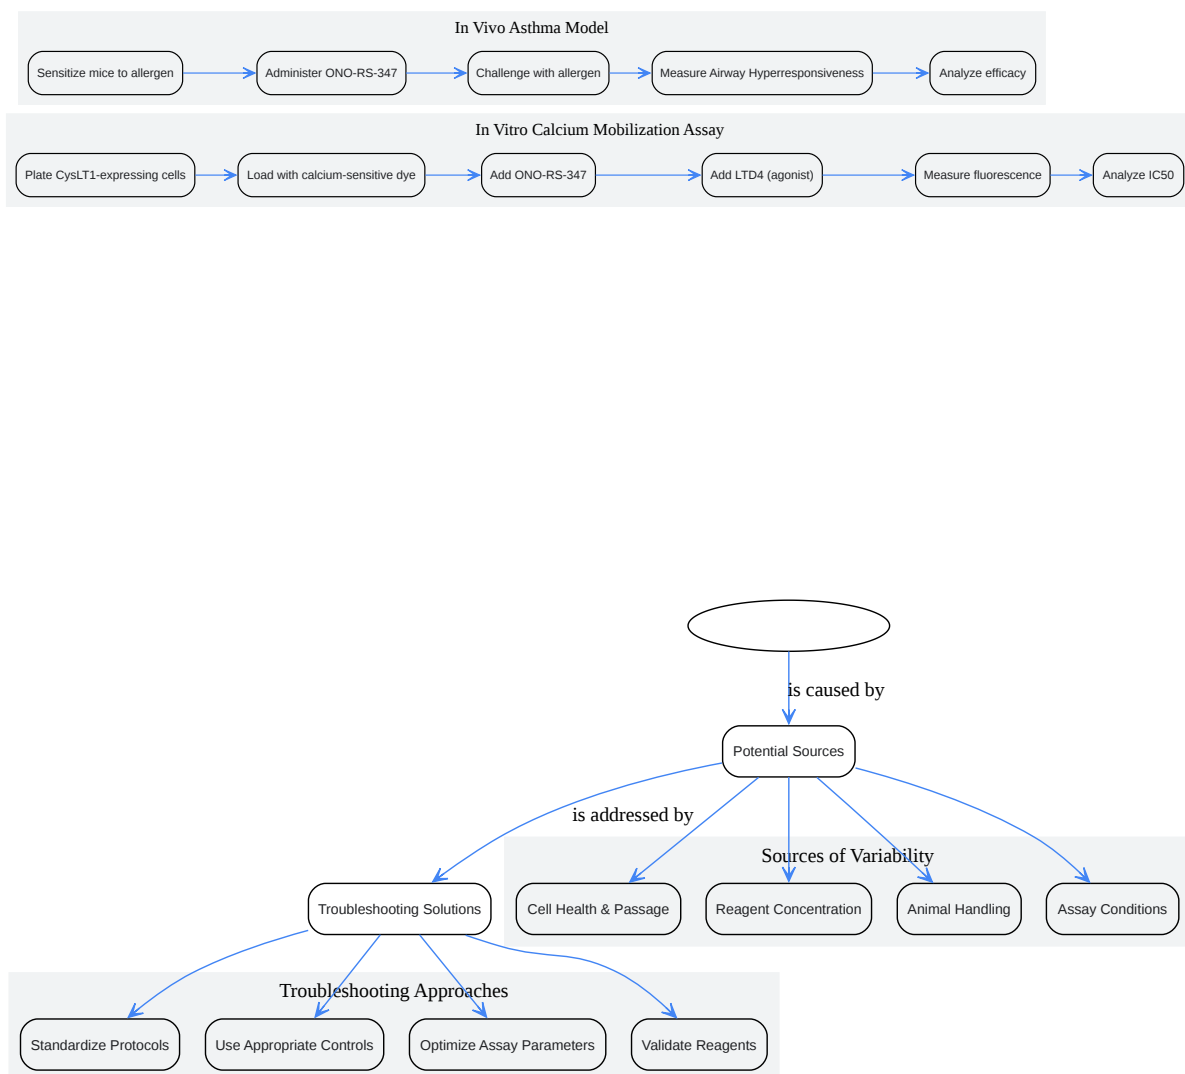 In Vivo Asthma Model
Sensitize mice to allergen
Administer ONO-RS-347
Challenge with allergen
Measure Airway Hyperresponsiveness
Analyze efficacy
In Vitro Calcium Mobilization Assay
Plate CysLT1-expressing cells
Load with calcium-sensitive dye
Add ONO-RS-347
Add LTD4 (agonist)
Measure fluorescence
Analyze IC50
is caused by
Potential Sources
is addressed by
Sources of Variability
Troubleshooting Solutions
Cell Health & Passage
Reagent Concentration
Animal Handling
Assay Conditions
Troubleshooting Approaches
Standardize Protocols
Use Appropriate Controls
Optimize Assay Parameters
Validate Reagents